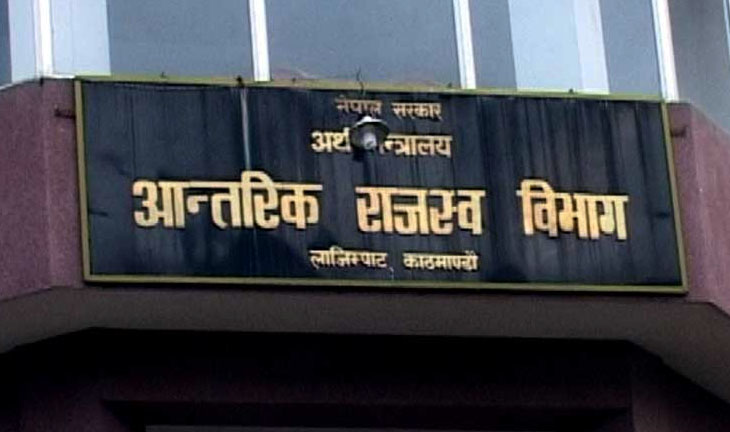 नेपाल सरकार
अर्थ मन्त्रालय
आन्तरिक राजस्व विभाग
लाजिम्पाट, काठमाण्डौ